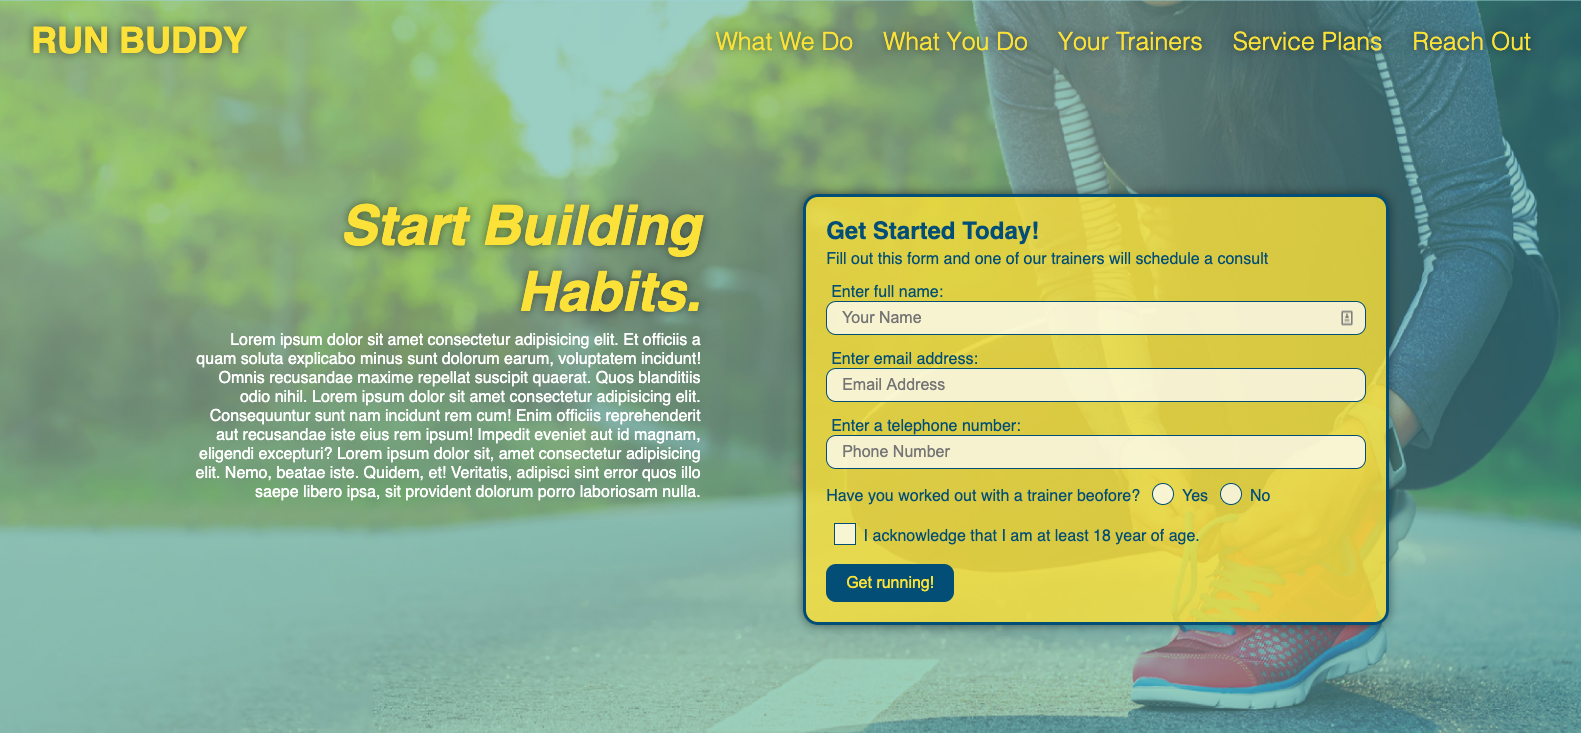 RUN BUDDY
What We Do What You Do Your Trainers Service Plans Reach Out
Start Building
Habits.
Lorem ipsum dolor sit amet consectetur adipisicing elit. Et officiis a
quam soluta explicabo minus sunt dolorum earum, voluptatem incidunt!
Omnis recusandae maxime repellat suscipit quaerat. Quos blanditiis
odio nihil. Lorem ipsum dolor sit amet consectetur adipisicing elit.
Consequuntur sunt nam incidunt rem cum! Enim officiis reprehenderit
aut recusandae iste eius rem ipsum! Impedit eveniet aut id magnam,
eligendi excepturi? Lorem ipsum dolor sit, amet consectetur adipisicing
elit. Nemo, beatae iste. Quidem, et! Veritatis, adipisci sint error quos illo
saepe libero ipsa, sit provident dolorum porro laboriosam nulla.
Get Started Today!
Fill out this form and one of our trainers will schedule a consult
Enter full name:
Your Name
Enter email address:
Email Address
Enter a telephone number:
Phone Number
Have you worked out with a trainer beofore? Yes No
I acknowledge that I am at least 18 year of age.
Get running!